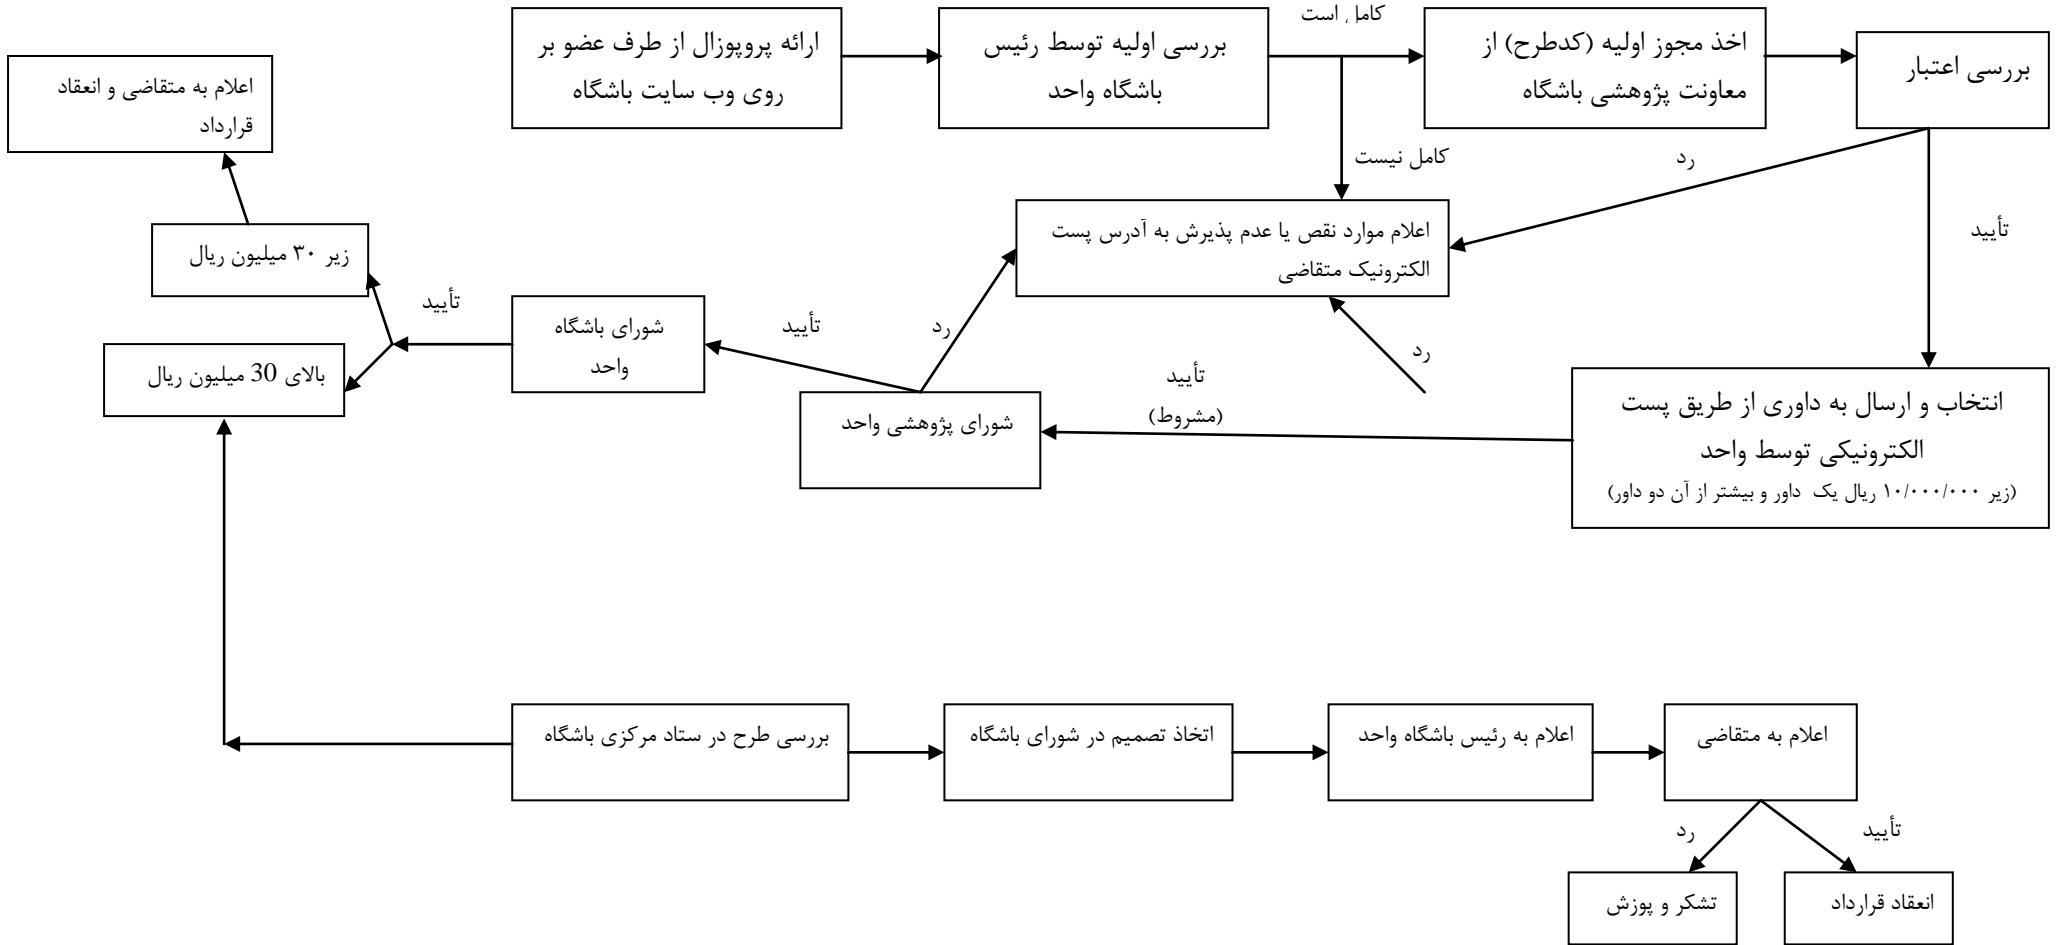 ارائه پروپوزال از طرف عضو بر
روی وب سایت باشگاه
بررسی اولیه توسط رئیس
باشگاه واحد
کامل است
اخذ مجوز اولیه (کدطرح) از
معاونت پژوهشی باشگاه
بررسی اعتبار
اعلام به متقاضی و انعقاد
قرارداد
کامل نیست
رد
تأیید
اعلام موارد نقص یا عدم پذیرش به آدرس پست
الکترونیک متقاضی
زیر ۳۰ میلیون ریال
تأیید
شورای باشگاه
واحد
تأیید
رد
رد
بالای 30 میلیون ریال
تأیید
(مشروط)
شورای پژوهشی واحد
انتخاب و ارسال به داوری از طریق پست
الکترونیکی توسط واحد
(زیر ۱۰/۰۰۰/۰۰۰ ریال یک داور و بیشتر از آن دو داور)
بررسی طرح در ستاد مرکزی باشگاه
اتخاذ تصمیم در شورای باشگاه
اعلام به رئیس باشگاه واحد
اعلام به متقاضی
رد
تأیید
تشکر و پوزش
انعقاد قرارداد